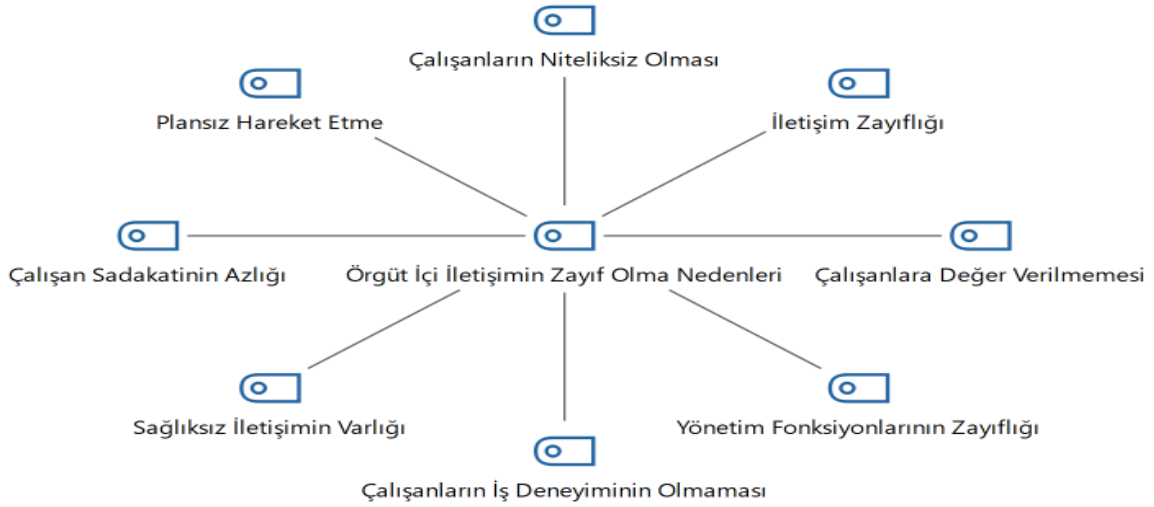 Çalışanların Niteliksiz Olması
Plansız Hareket Etme
İletişim Zayıflığı
Çalışan Sadakatinin Azlığı
Örgüt İçi İletişimin Zayıf Olma Nedenleri
Çalışanlara Değer Verilmemesi
Sağlıksız İletişimin Varlığı
Yönetim Fonksiyonlarının Zayıflığı
Çalışanların İş Deneyiminin Olmaması